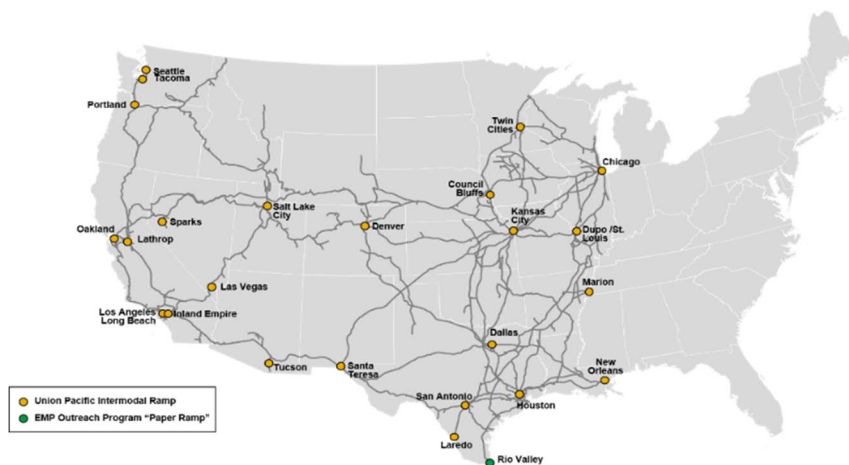 Seattle
Tacoma
Portland
Twin
Cities
Chicago
Council
Bluffs
Salt Lake
City
Sparks
Oakland
Lathrop
Denver
Kansas
City
Dupo /St.
Louis
Las Vegas
Marion
Los Angeles
Long Beach
Inland Empire
Dallas
Tucson
Santa
Teresa
New
Orleans
San Antonio
Houston
Laredo
Rio Valley
Union Pacific Intermodal Ramp
EMP Outreach Program “Paper Ramp”